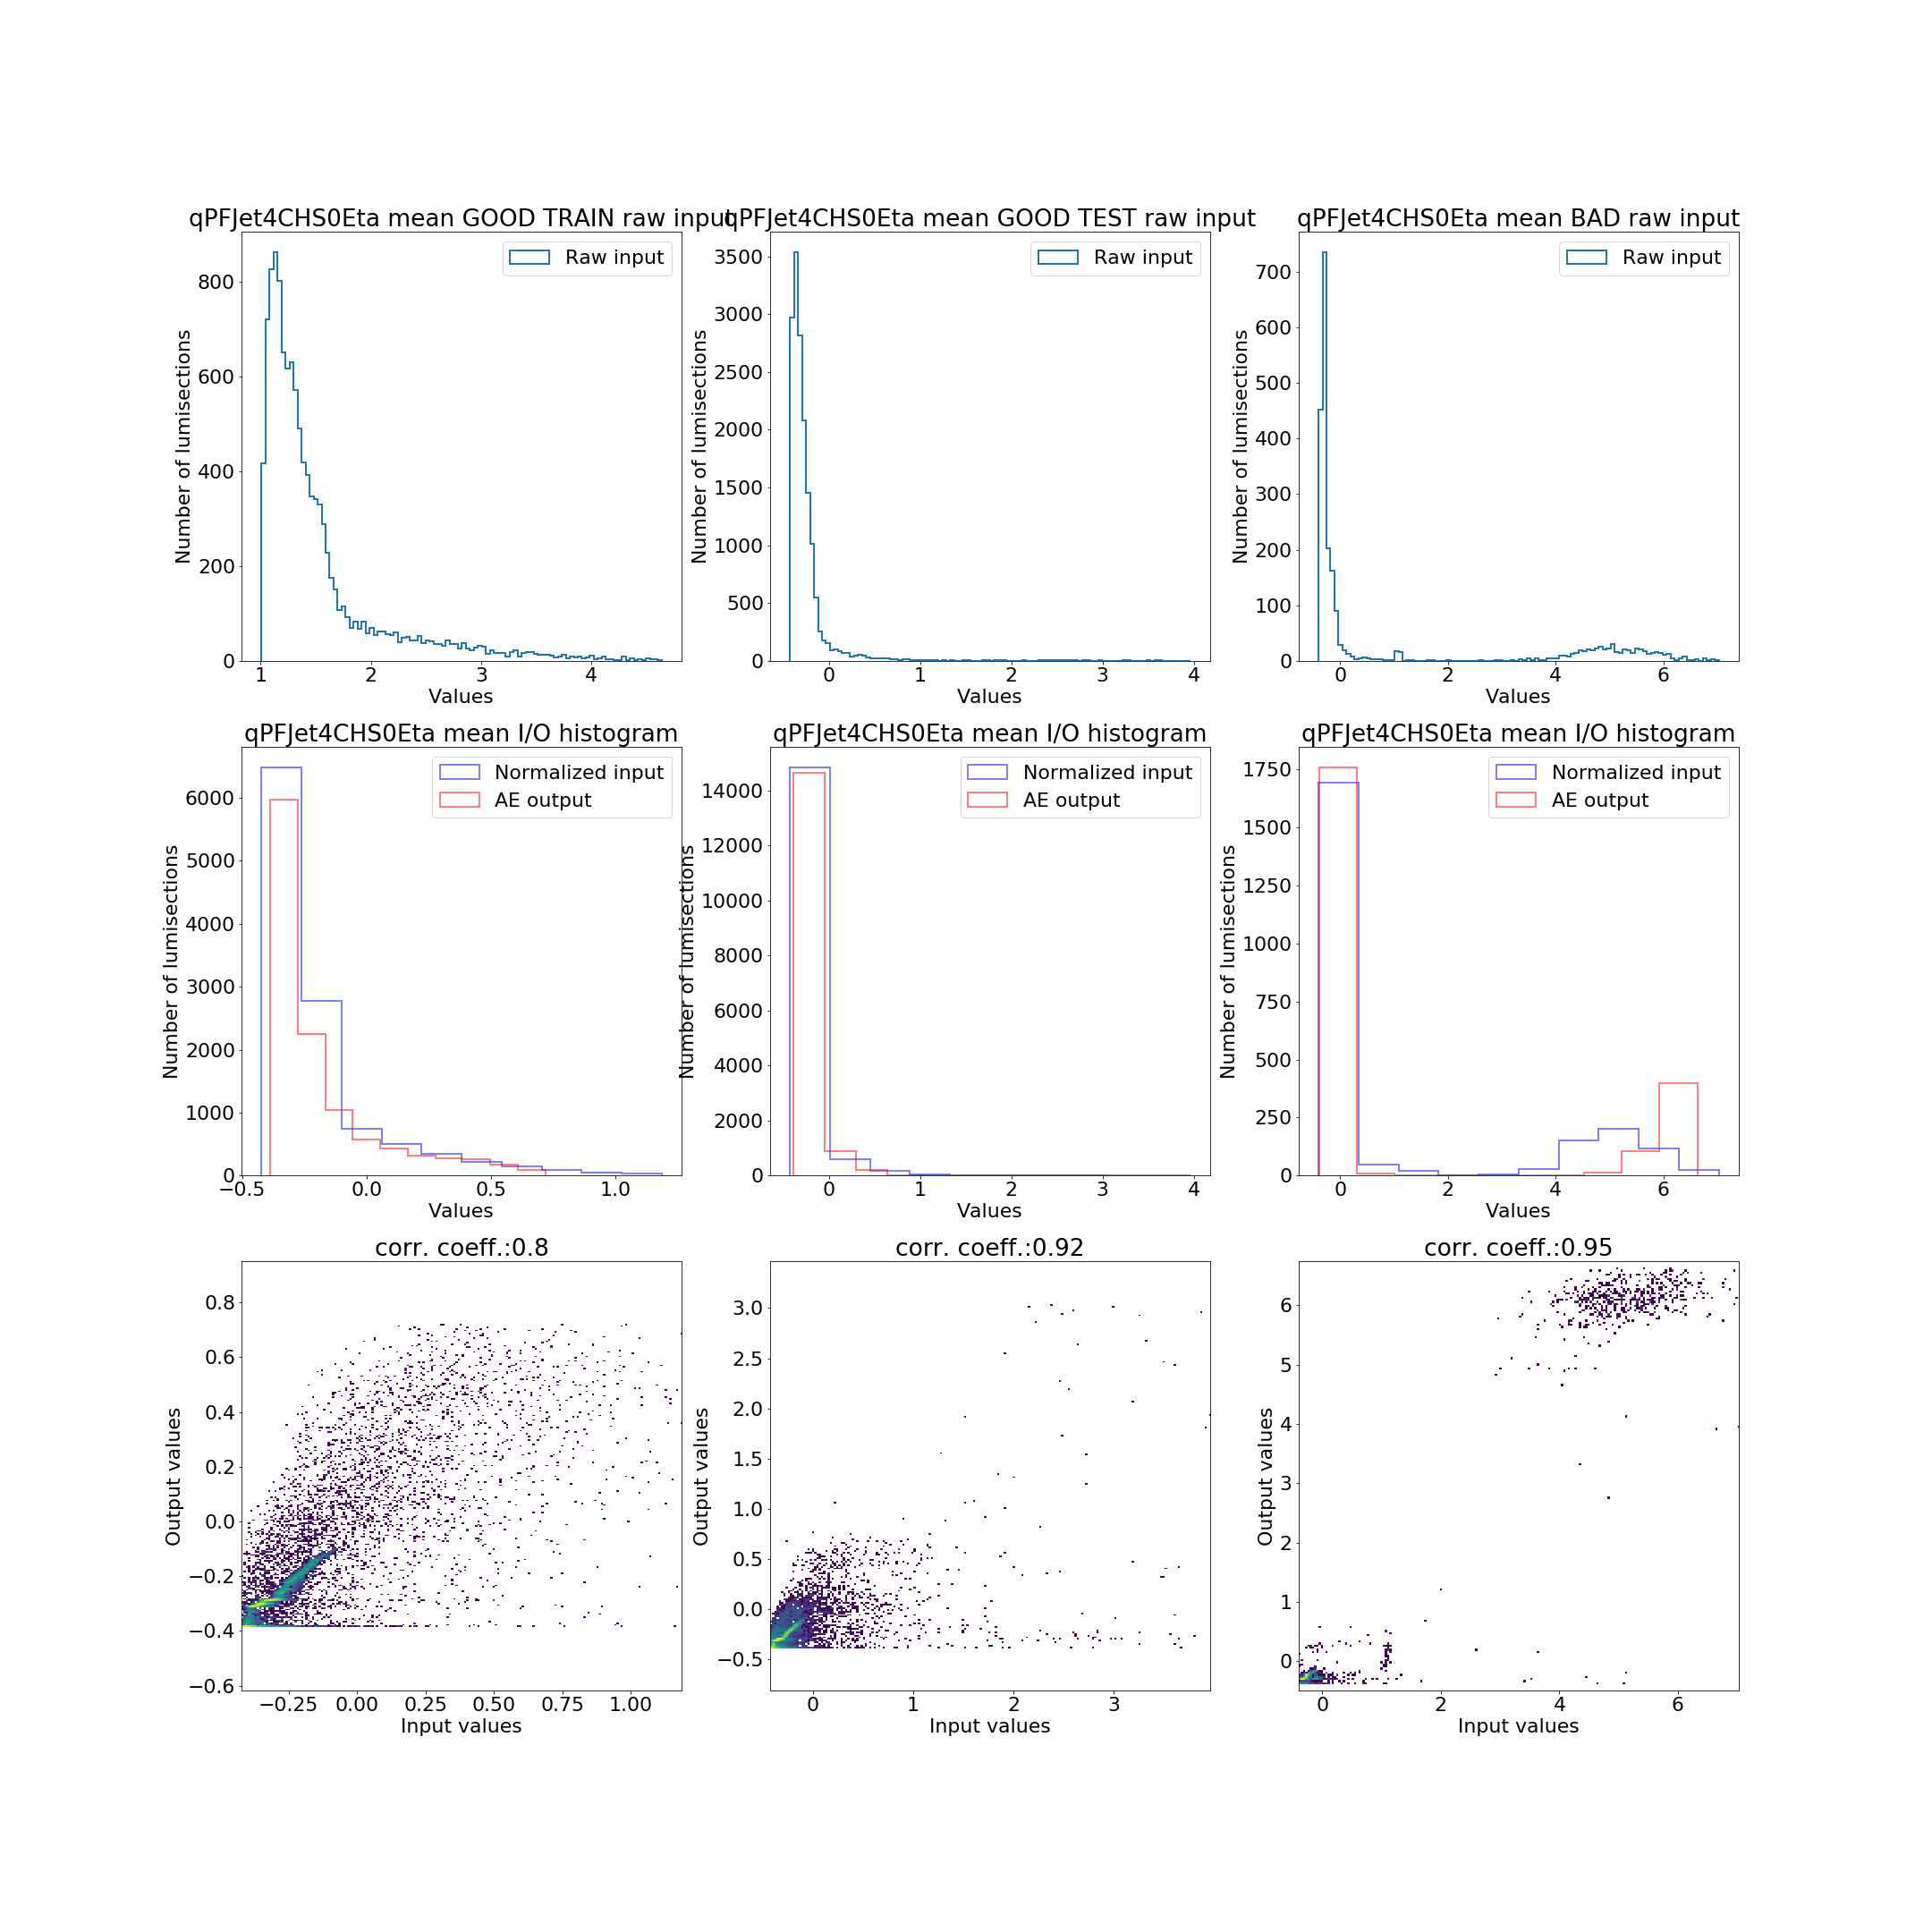 qPFJet4CHS0Eta mean GOOD TRAIN raw input
qPFJet4CHS0Eta mean GOOD TEST raw input
qPFJet4CHS0Eta mean BAD raw input
Raw input
Raw input
Raw input
Number of lumisections
800
600
400
200
0
Number of lumisections
3500
3000
2500
2000
1500
1000
500
0
Number of lumisections
700
600
500
400
300
200
100
0
1 2 3 4
0 1 2 3 4
0 2 4 6
Values
Values
Values
qPFJet4CHS0Eta mean I/O histogram
qPFJet4CHS0Eta mean I/O histogram
qPFJet4CHS0Eta mean I/O histogram
Normalized input
AE output
Normalized input
AE output
Normalized input
AE output
Number of lumisections
6000
5000
4000
3000
2000
1000
0
Number of lumisections
14000
12000
10000
8000
6000
4000
2000
0
Number of lumisections
1750
1500
1250
1000
750
500
250
0
−0.5 0.0 0.5 1.0
0 1 2 3 4
0 2 4 6
Values
Values
Values
corr. coeff.:0.8
corr. coeff.:0.92
corr. coeff.:0.95
Output values
0.8
0.6
0.4
0.2
0.0
−0.2
−0.4
−0.6
Output values
3.0
2.5
2.0
1.5
1.0
0.5
0.0
−0.5
Output values
6
5
4
3
2
1
0
−0.25 0.00 0.25 0.50 0.75 1.00
0 1 2 3
0 2 4 6
Input values
Input values
Input values